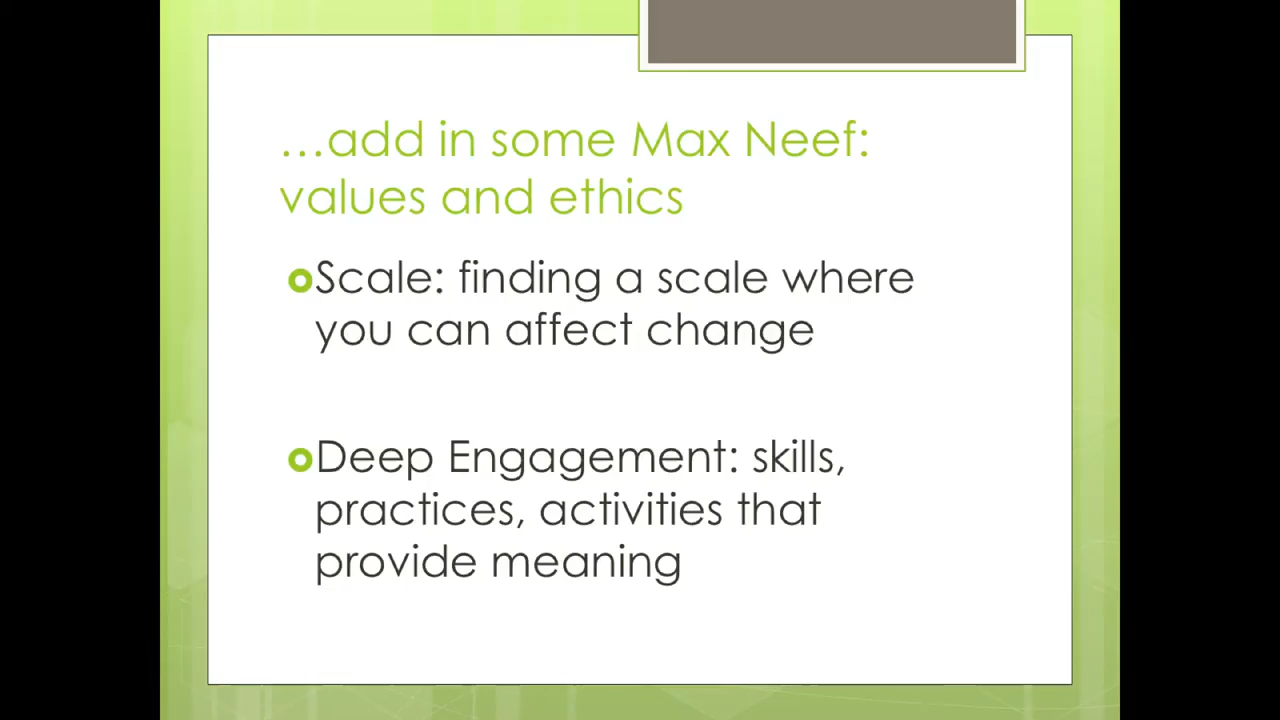 …add in some Max Neef:
values and ethics
Scale: finding a scale where
you can affect change
Deep Engagement: skills,
practices, activities that
provide meaning